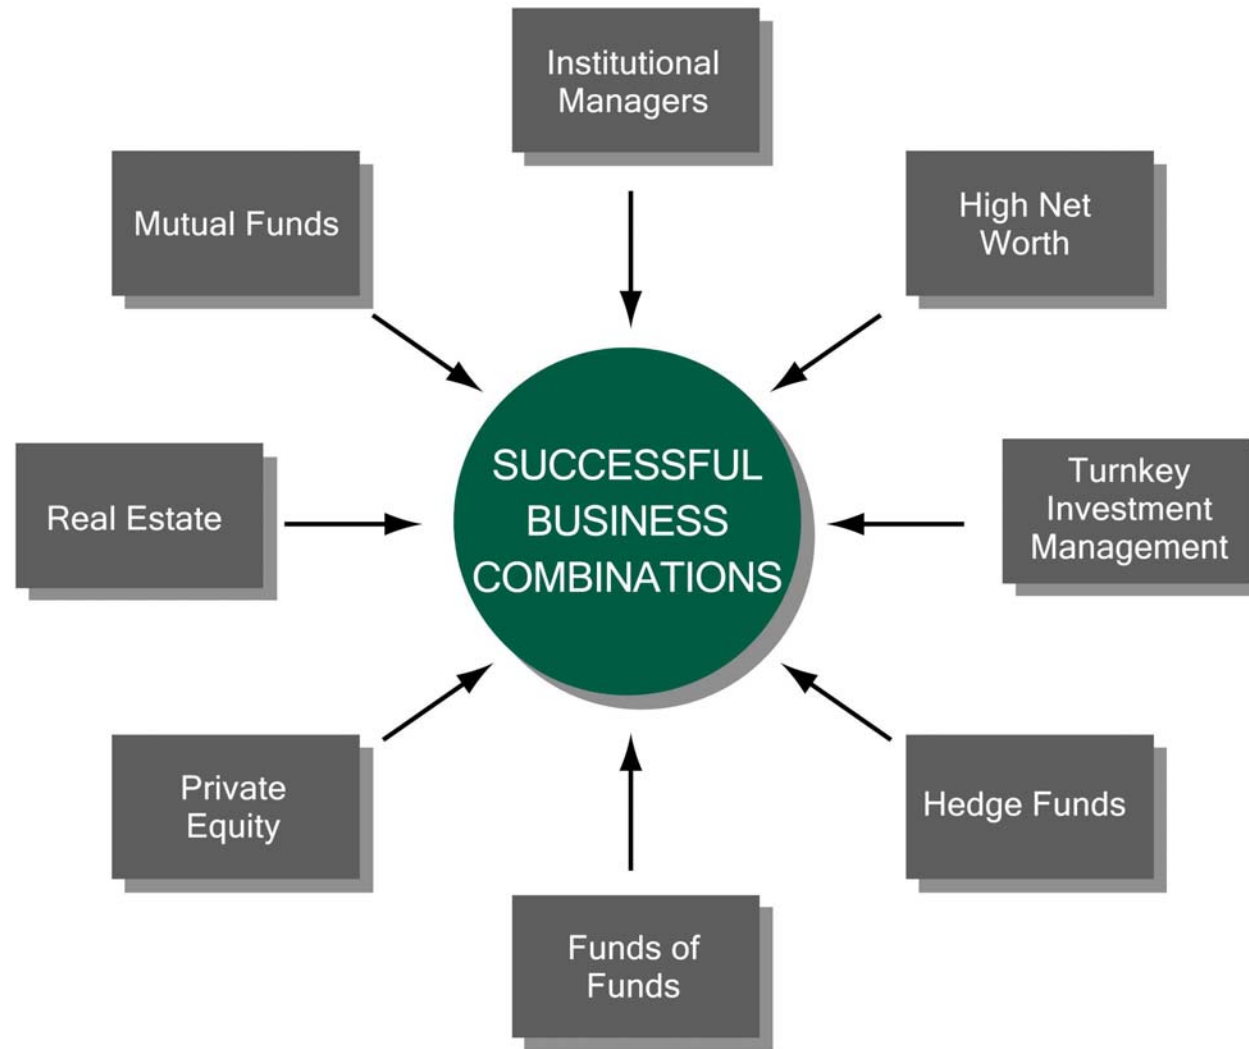 Institutional
Managers
High Net
Worth
Mutual Funds
SUCCESSFUL
BUSINESS
COMBINATIONS
Turnkey
Investment
Management
Real Estate
Private
Equity
Hedge Funds
Funds of
Funds